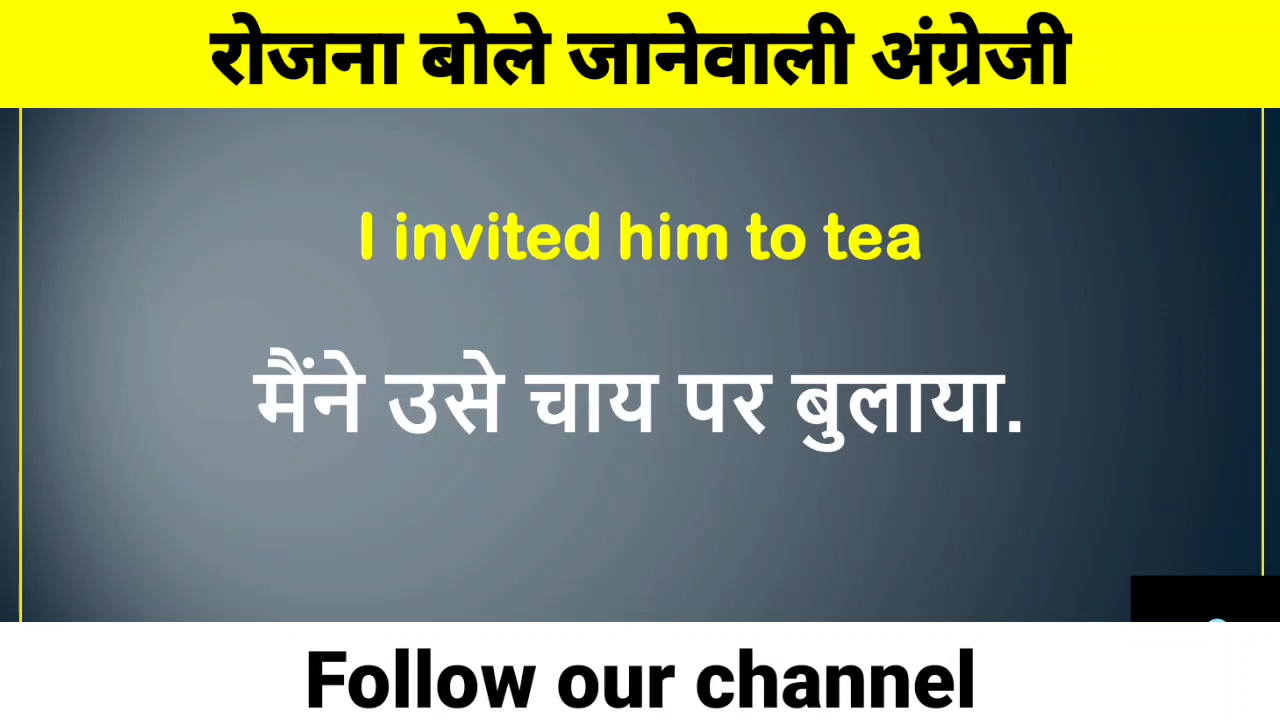 रोजना बोले जानेवाली अंग्रेजी
I invited him to tea
मैंने उसे चाय पर बुलाया.
Follow our channel